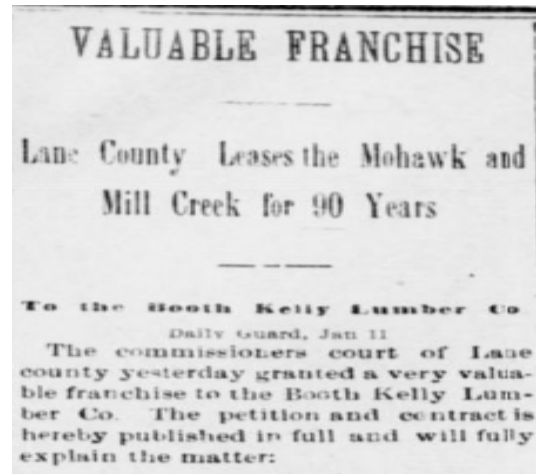 VALUABLE FRANCHISE
Lane County Leases the Mohawk and
Mill Creek for 90 Years
To the Booth Kelly Lumber Co
Daily Guard, Jan 11
The commissioners court of Lane
county yesterday granted a very valua-
ble franchise to the Booth Kelly Lum-
ber Co. The petition and contract is
hereby published in full and will fully
explain the matter: